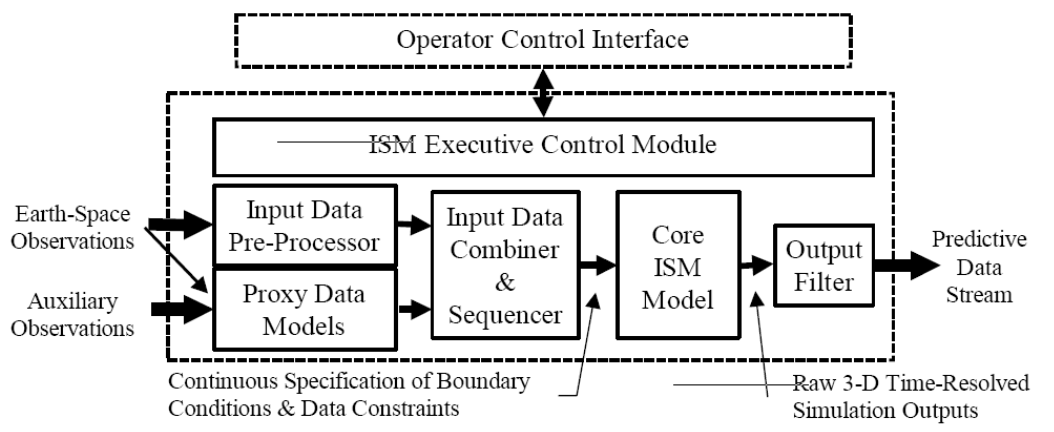 Operator Control Interface
ISM Executive Control Module
Earth-Space
Observations
Input Data
Pre-Processor
Auxiliary
Observations
Proxy Data
Models
Input Data
Combiner
&
Sequencer
Core
ISM
Model
Output
Filter
Predictive
Data
Stream
Continuous Specification of Boundary
Conditions & Data Constraints
Raw 3-D Time-Resolved
Simulation Outputs